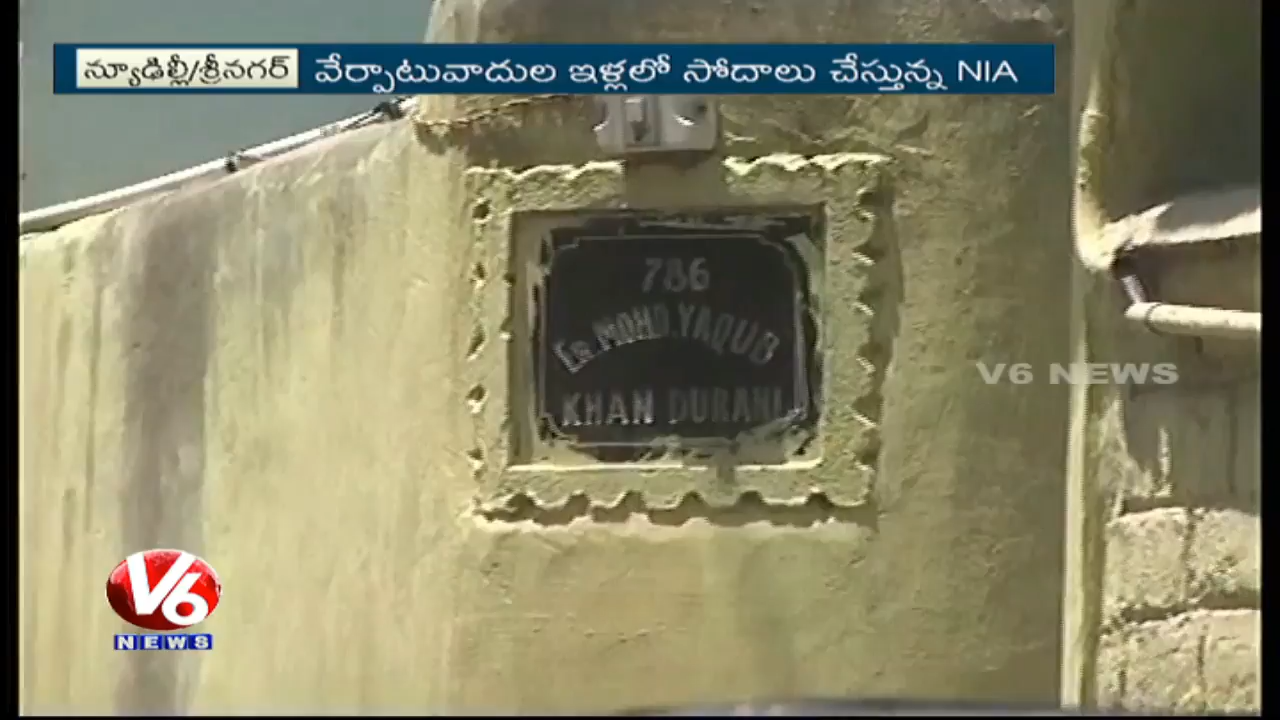 న్యూఢిల్లీ/శ్రీనగర్ వేర్పాటువాదుల ఇళ్లలో సోదాలు చేస్తున్న NIA
786
Er. MOHD. YAQUB
KHAN DURANI
V6 NEWS
V6
NEWS